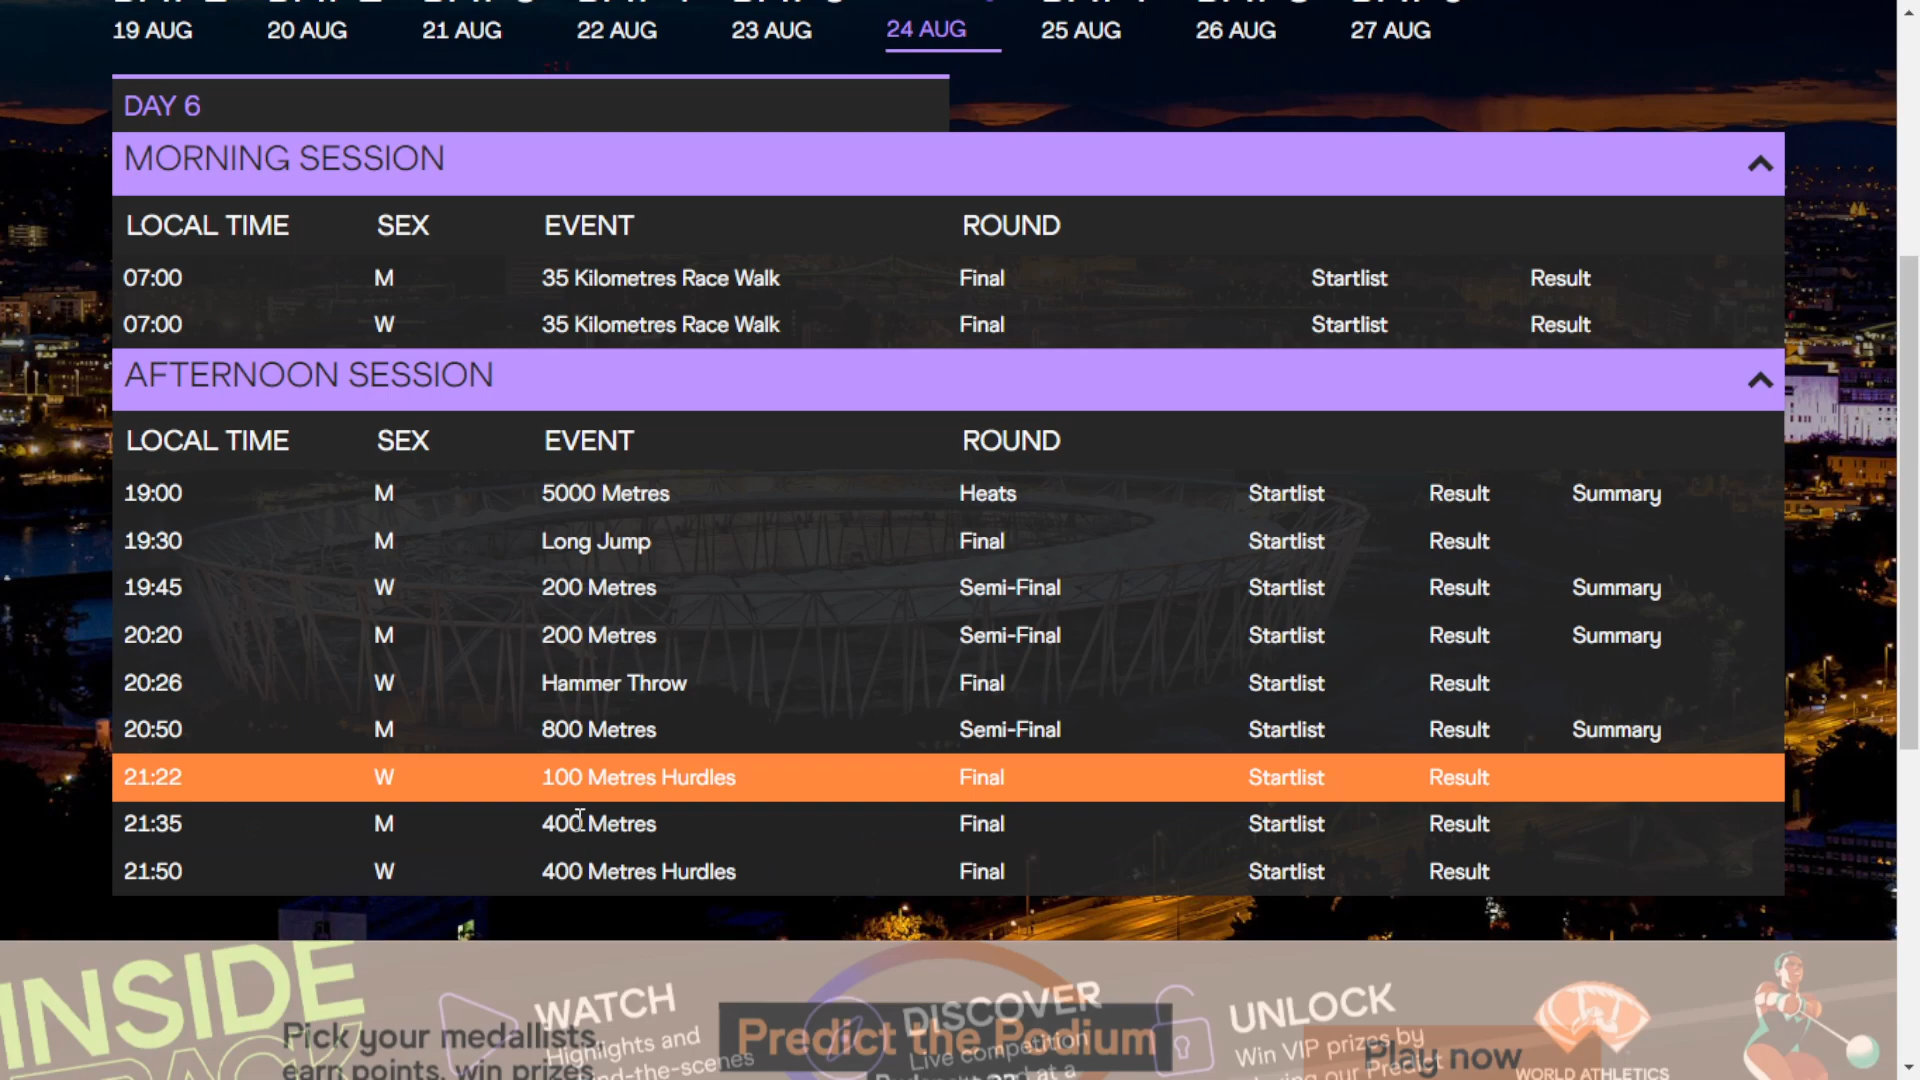 19 AUG 20 AUG 21 AUG 22 AUG 23 AUG 24 AUG 25 AUG 26 AUG 27 AUG
DAY 6
MORNING SESSION
LOCAL TIME SEX EVENT ROUND
07:00 M 35 Kilometres Race Walk Final Startlist Result
07:00 W 35 Kilometres Race Walk Final Startlist Result
AFTERNOON SESSION
LOCAL TIME SEX EVENT ROUND
19:00 M 5000 Metres Heats Startlist Result Summary
19:30 M Long Jump Final Startlist Result
19:45 W 200 Metres Semi-Final Startlist Result Summary
20:20 M 200 Metres Semi-Final Startlist Result Summary
20:26 W Hammer Throw Final Startlist Result
20:50 M 800 Metres Semi-Final Startlist Result Summary
21:22 W 100 Metres Hurdles Final Startlist Result
21:35 M 400 Metres Final Startlist Result
21:50 W 400 Metres Hurdles Final Startlist Result
INSIDE
Pick your medallists,
earn points, win prizes
WATCH
Highlights and
Predict the Podium
DISCOVER
Live competition
UNLOCK
Win VIP prizes by
Play now
WORLD ATHLETICS